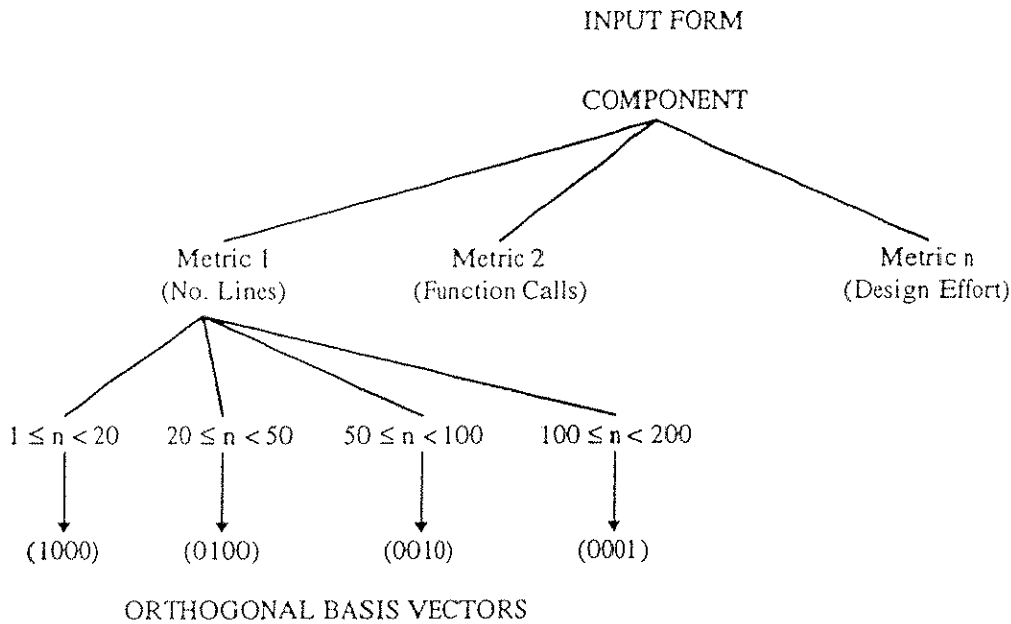 INPUT FORM
COMPONENT
Metric 1 Metric 2 Metric n
(No. Lines) (Function Calls) (Design Effort)
1 ≤ n < 20 20 ≤ n < 50 50 ≤ n < 100 100 ≤ n < 200
(1000) (0100) (0010) (0001)
ORTHOGONAL BASIS VECTORS